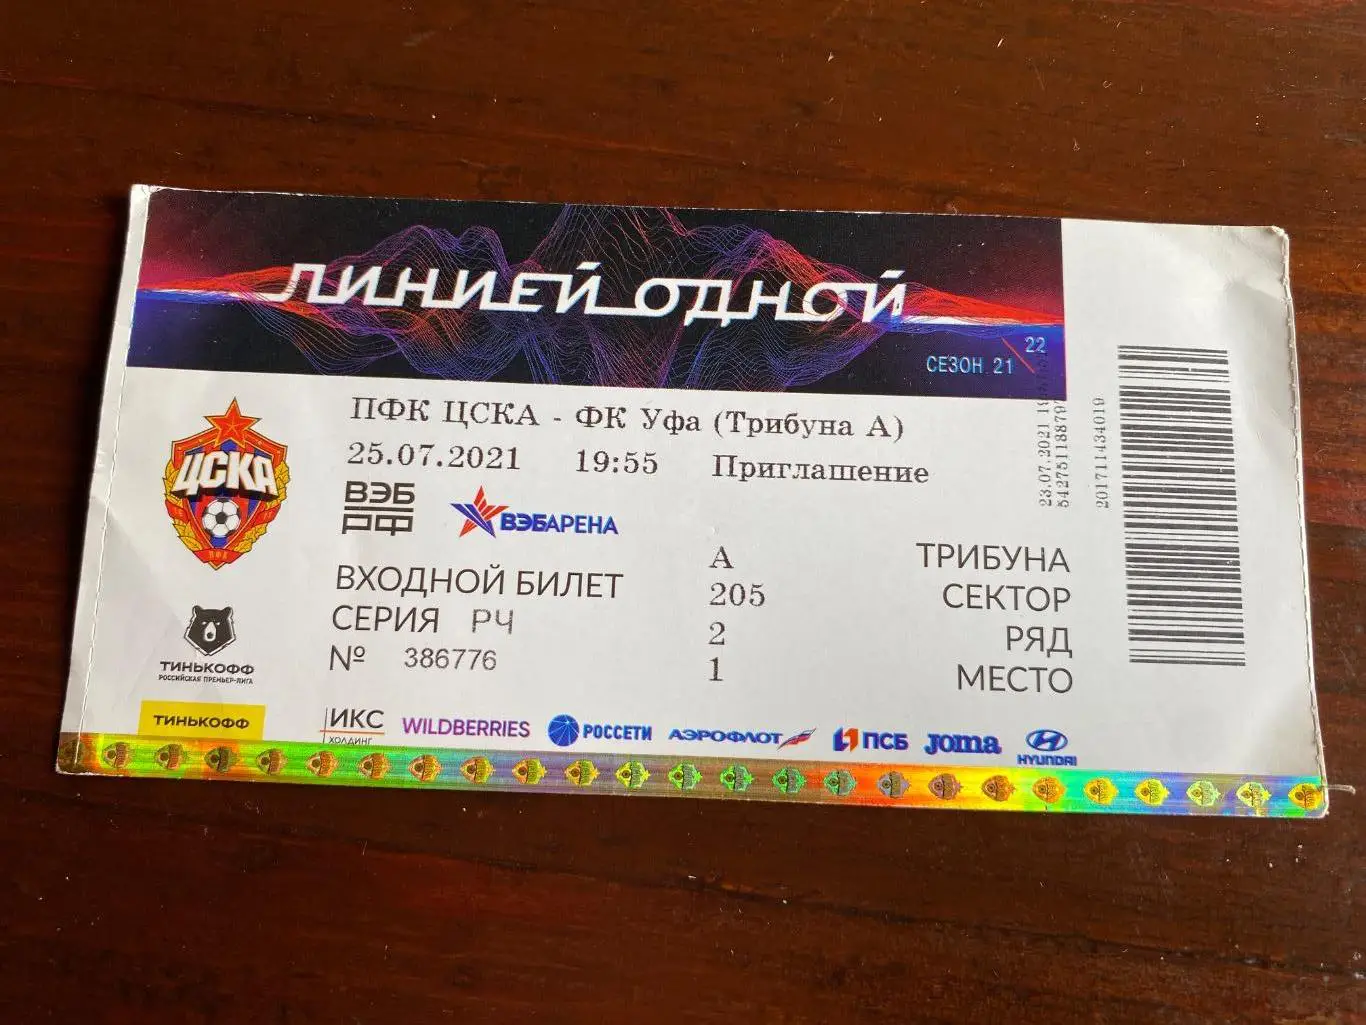 ЛИНИЕЙ ОДНОЙ
СЕЗОН 21
22
ПФК ЦСКА - ФК Уфа (Трибуна А)
25.07.2021 19:55 Приглашение
ЦСКА
ПФК
ВЭБ
РФ
ВЭБАРЕНА
ВХОДНОЙ БИЛЕТ
СЕРИЯ РЧ
№ 386776
А ТРИБУНА
205 СЕКТОР
2 РЯД
1 МЕСТО
20171134019
ТИНЬКОФФ
РОССИЙСКАЯ ПРЕМЬЕР-ЛИГА
ТИНЬКОФФ
ИКС
ХОЛДИНГ
WILDBERRIES
РОССЕТИ
АЭРОФЛОТ
ПСБ
Joma
HYUNDAI